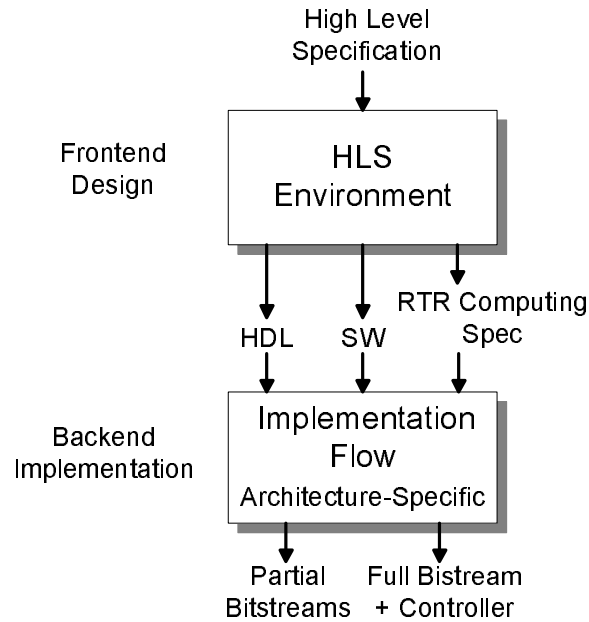 High Level
Specification
Frontend
Design
HLS
Environment
HDL
SW
RTR Computing
Spec
Backend
Implementation
Implementation
Flow
Architecture-Specific
Partial
Bitstreams
Full Bistream
+ Controller